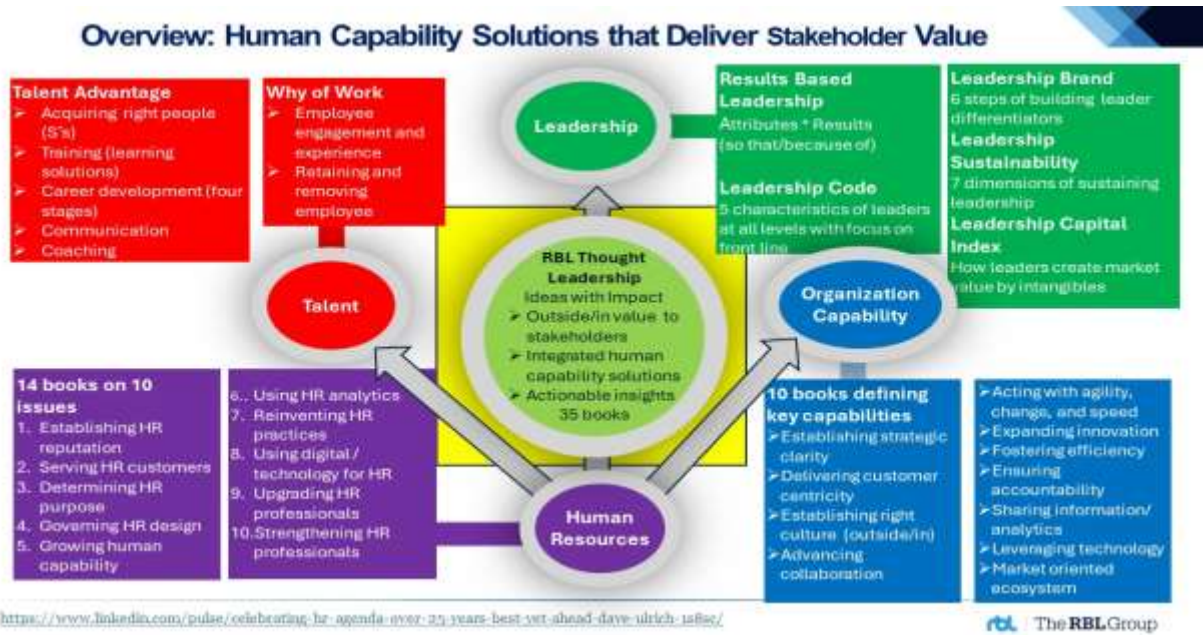 Overview: Human Capability Solutions that Deliver Stakeholder Value
Talent Advantage
➢ Acquiring right people
(S's)
➢ Training (learning
solutions)
➢ Career development (four
stages)
➢ Communication
➢ Coaching
Why of Work
➢ Employee
engagement and
experience
➢ Retaining and
removing
employee
Leadership
Results Based
Leadership
Attributes * Results
(so that/because of)
Leadership Code
5 characteristics of leaders
at all levels with focus on
front line
Leadership Brand
6 steps of building leader
differentiators
Leadership
Sustainability
7 dimensions of sustaining
leadership
Leadership Capital
Index
How leaders create market
value by intangibles
Talent
RBL Thought
Leadership
Ideas with Impact
➢ Outside/in value to
stakeholders
➢ Integrated human
capability solutions
➢ Actionable insights
35 books
Organization
Capability
14 books on 10
issues
1. Establishing HR
reputation
2. Serving HR customers
3. Determining HR
purpose
4. Governing HR design
5. Growing human
capability
6.. Using HR analytics
7. Reinventing HR
practices
8. Using digital /
technology for HR
9. Upgrading HR
professionals
10.Strengthening HR
professionals
Human
Resources
10 books defining
key capabilities
➢Establishing strategic
clarity
➢Delivering customer
centricity
➢Establishing right
culture (outside/in)
➢Advancing
collaboration
➢Acting with agility,
change, and speed
➢Expanding innovation
➢Fostering efficiency
➢Ensuring
accountability
➢Sharing information/
analytics
➢Leveraging technology
➢Market oriented
ecosystem
rbl The RBL Group